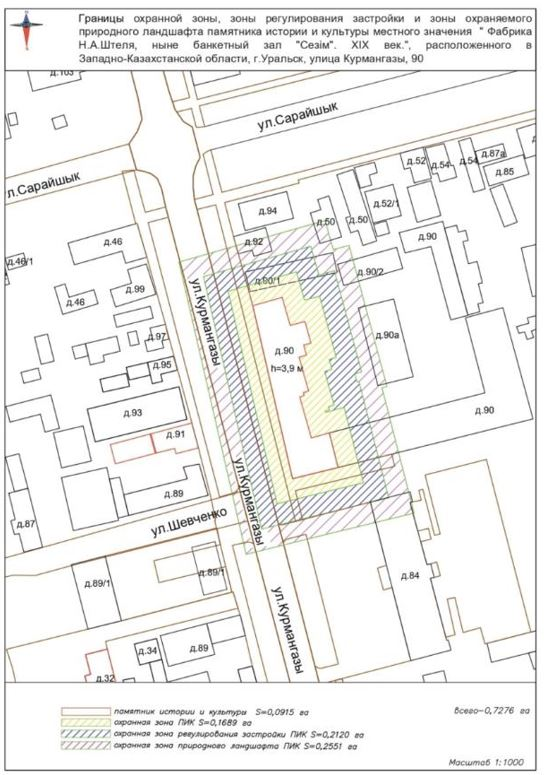 Границы охранной зоны, зоны регулирования застройки и зоны охраняемого
природного ландшафта памятника истории и культуры местного значения " Фабрика
Н.А.Штеля, ныне банкетный зал "Сезім". XIX век.", расположенного в
Западно-Казахстанской области, г.Уральск, улица Курмангазы, 90
д.103
ул.Сарайшык
ул.Сарайшык
д.52
д.54
д.54
д.87а
д.85
д.94
д.50
д.50
д.52/1
д.46
д.92
д.90
д.46/1
д.90/1
д.90/2
д.99
д.46
ул.Курмангазы
д.97
д.90
h=3,9 м
д.90а
д.95
д.93
д.90
д.91
д.89
ул.Курмангазы
д.87
ул.Шевченко
д.89/1
д.89/1
д.84
ул.Курмангазы
д.34
д.89
д.32
памятник истории и культуры S=0,0915 га
всего-0,7276 га
охранная зона ПИК S=0,1689 га
охранная зона регулирования застройки ПИК S=0,2120 га
охранная зона природного ландшафта ПИК S=0,2551 га
Масштаб 1:1000